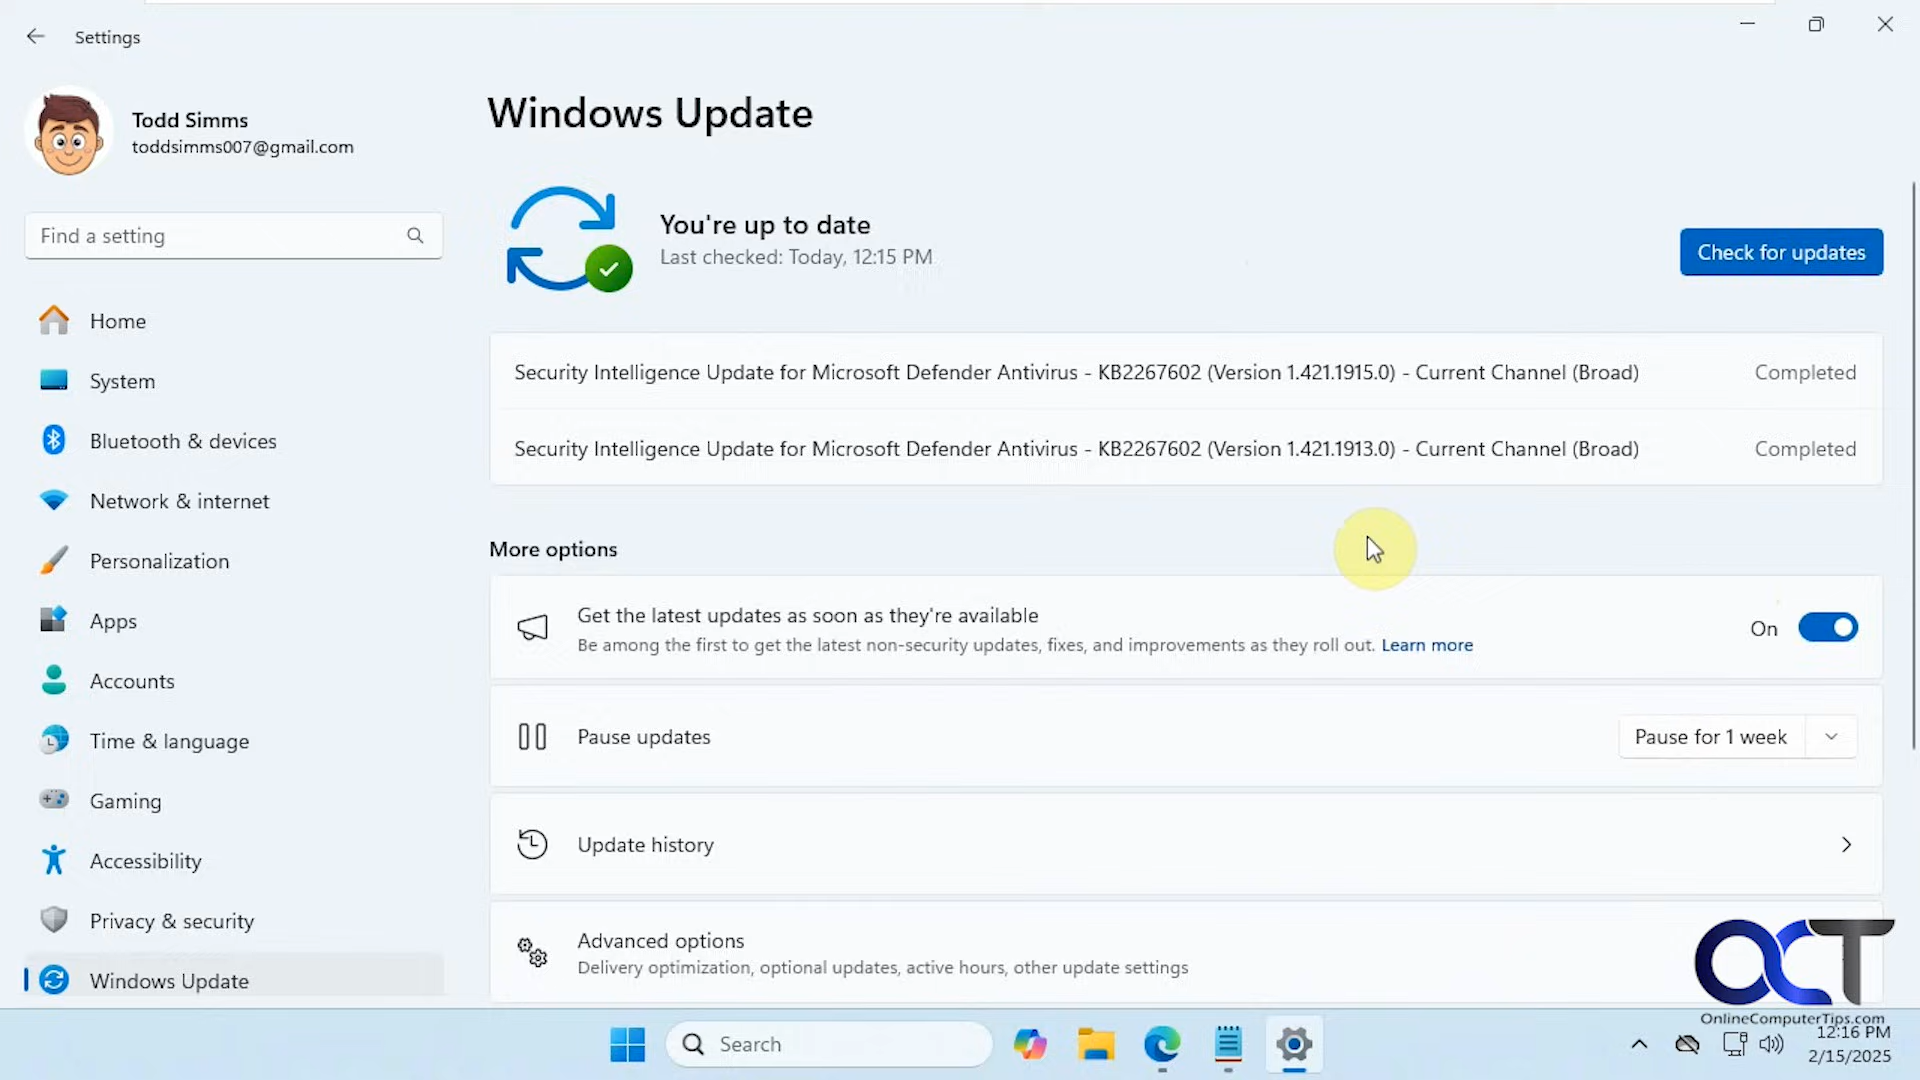 Settings
Todd Simms
toddsimms007@gmail.com
Find a setting
Home
System
Bluetooth & devices
Network & internet
Personalization
Apps
Accounts
Time & language
Gaming
Accessibility
Privacy & security
Windows Update
Windows Update
You're up to date
Last checked: Today, 12:15 PM
Check for updates
Security Intelligence Update for Microsoft Defender Antivirus - KB2267602 (Version 1.421.1915.0) - Current Channel (Broad) Completed
Security Intelligence Update for Microsoft Defender Antivirus - KB2267602 (Version 1.421.1913.0) - Current Channel (Broad) Completed
More options
Get the latest updates as soon as they're available
Be among the first to get the latest non-security updates, fixes, and improvements as they roll out. Learn more
On
Pause updates
Pause for 1 week
Update history
Advanced options
Delivery optimization, optional updates, active hours, other update settings
OCT
OnlineComputerTips.com
Search
12:16 PM
2/15/2025